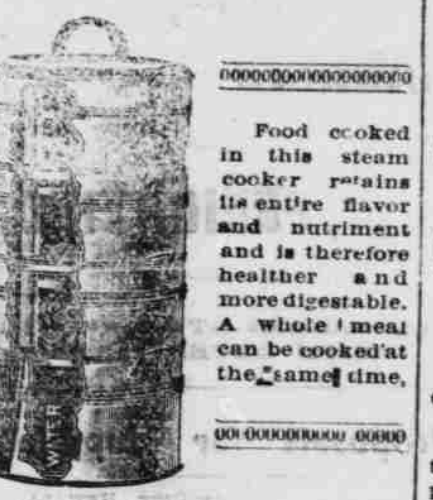 Food cooked
in this steam
cooker retains
its entire flavor
and nutriment
and is therefore
healther and
more digestable.
A whole meal
can be cooked at
the same time,
WATER